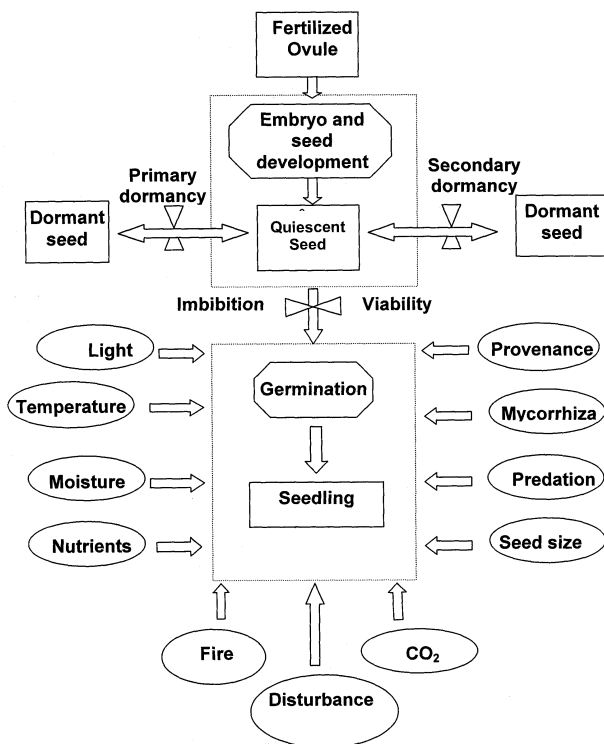 Fertilized
Ovule
Embryo and
seed
development
Primary
dormancy
Secondary
dormancy
Dormant
seed
Quiescent
Seed
Dormant
seed
Imbibition
Viability
Light
Provenance
Germination
Temperature
Mycorrhiza
Moisture
Seedling
Predation
Nutrients
Seed size
Fire
CO₂
Disturbance